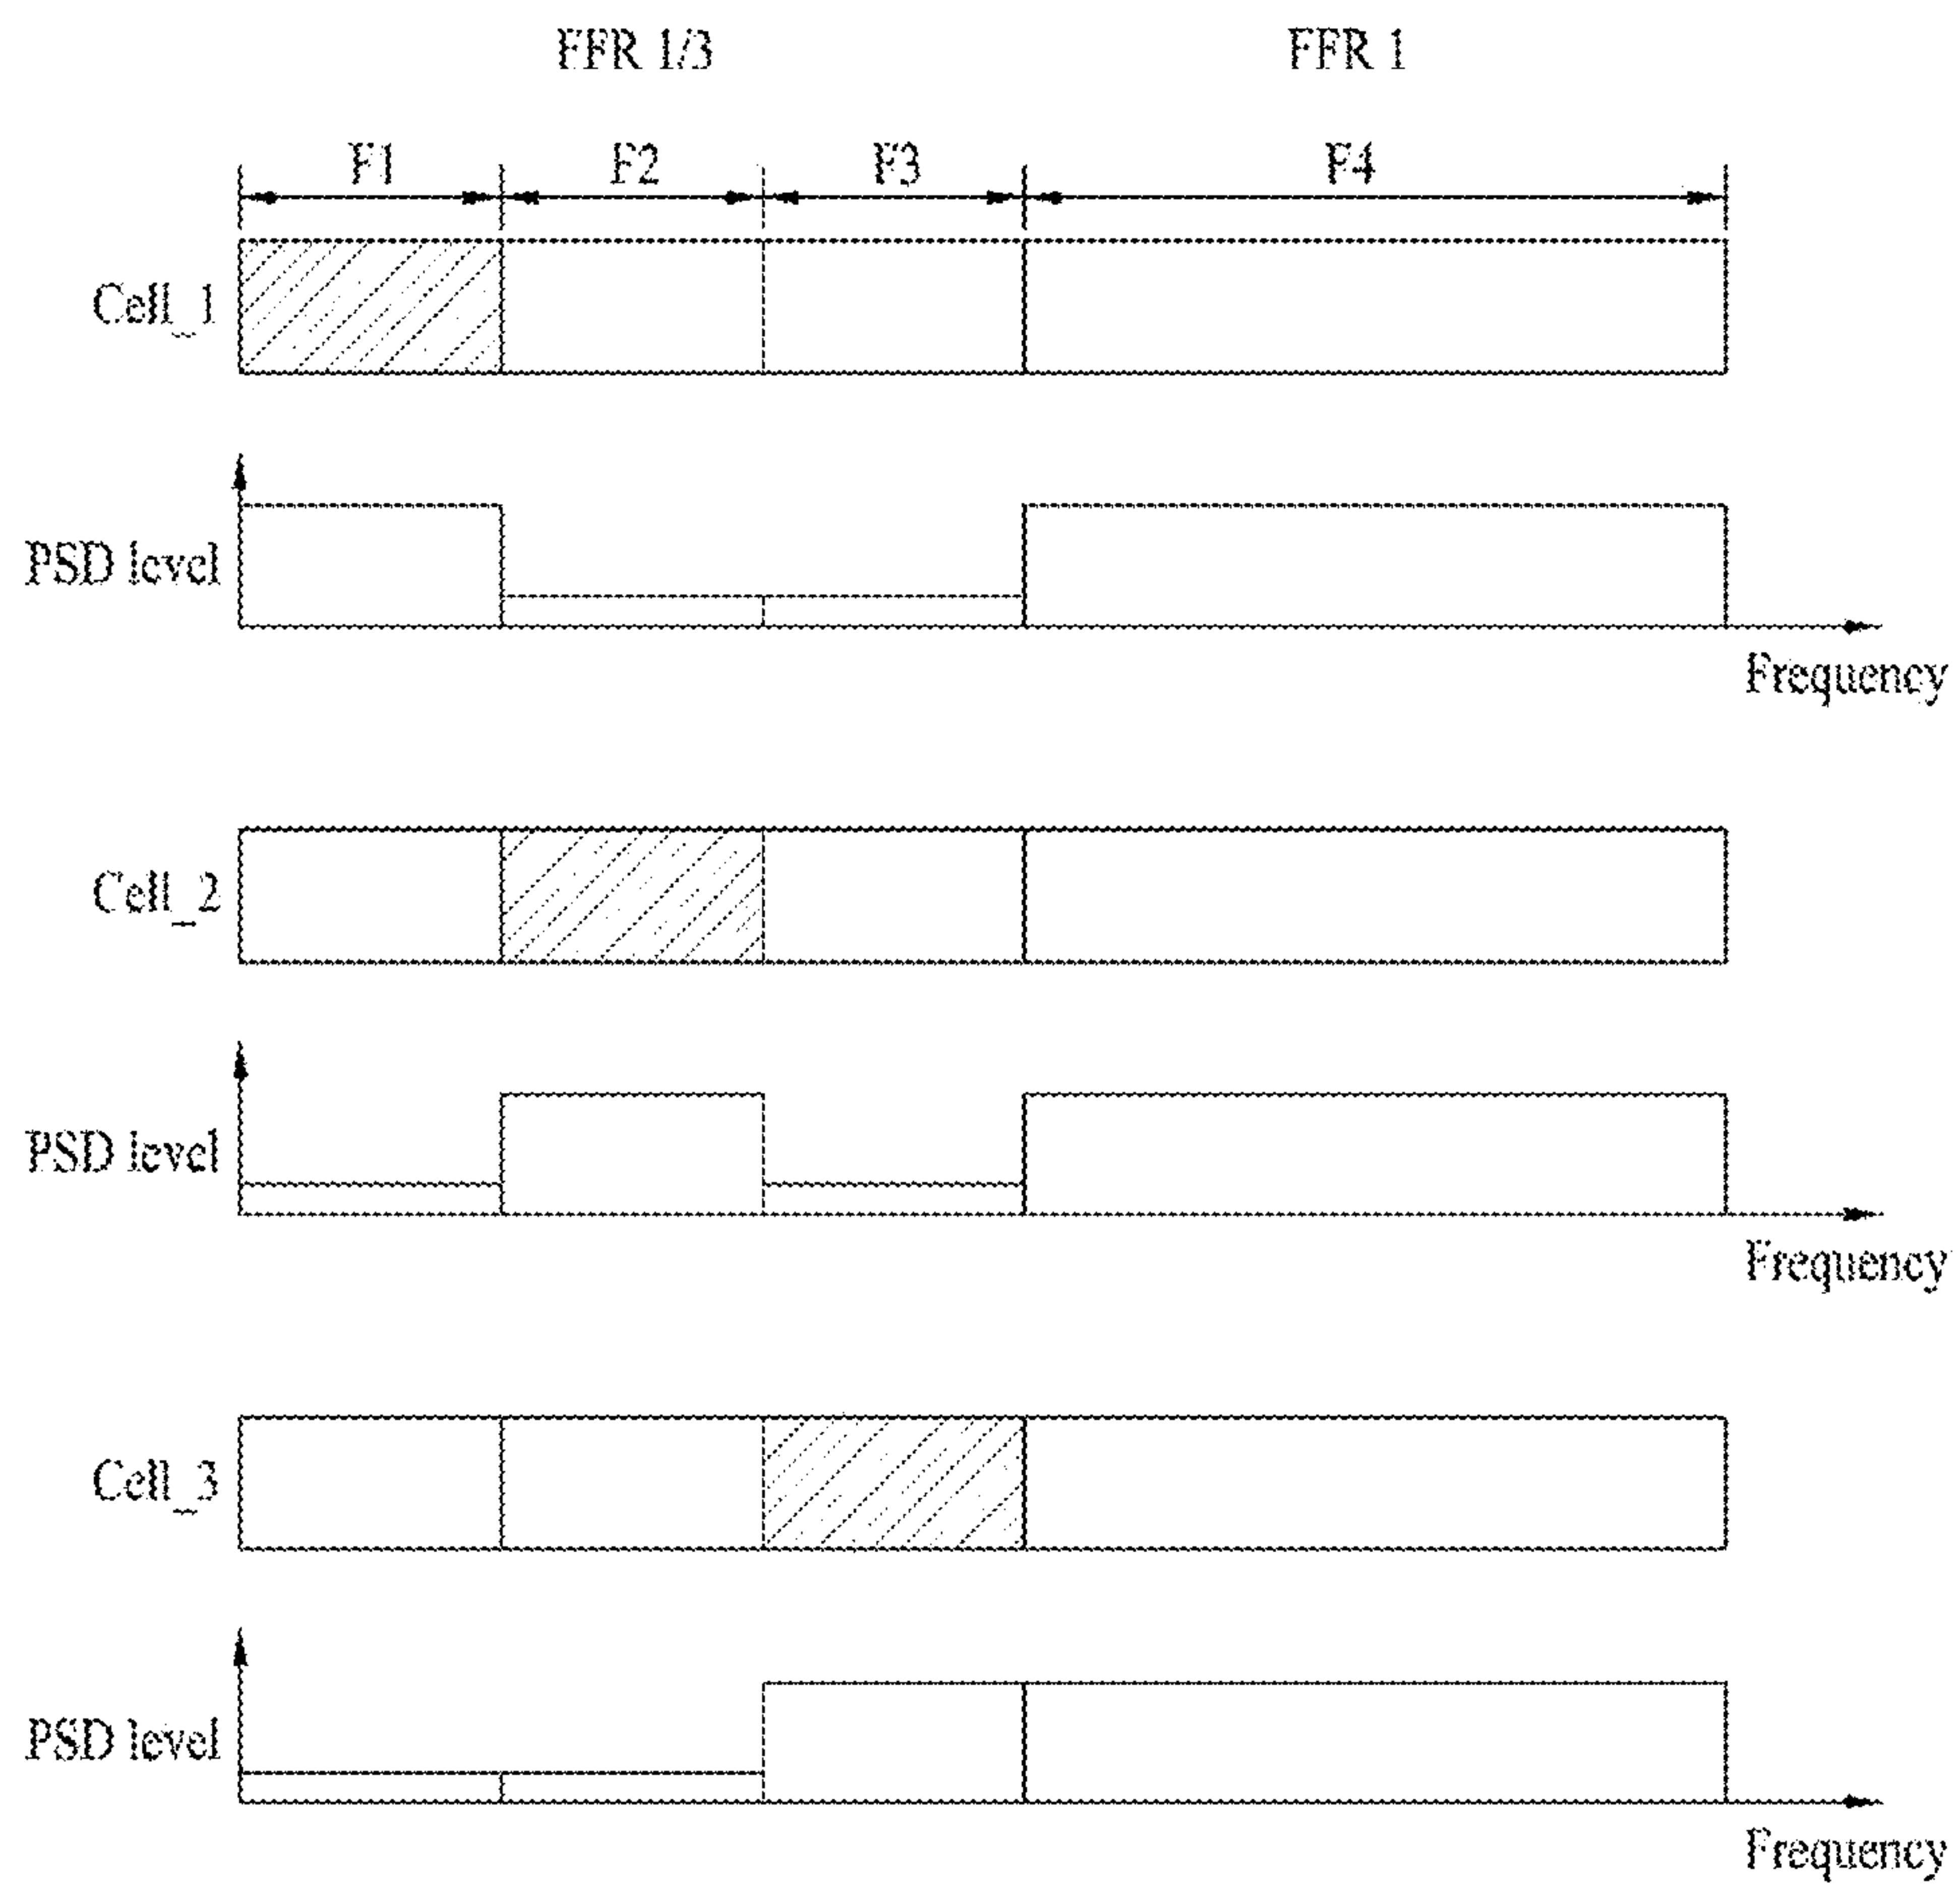 FFR 1/3
FFR 1
F1
F2
F3
F4
Cell_1
PSD level
Frequency
Cell_2
PSD level
Frequency
Cell_3
PSD level
Frequency